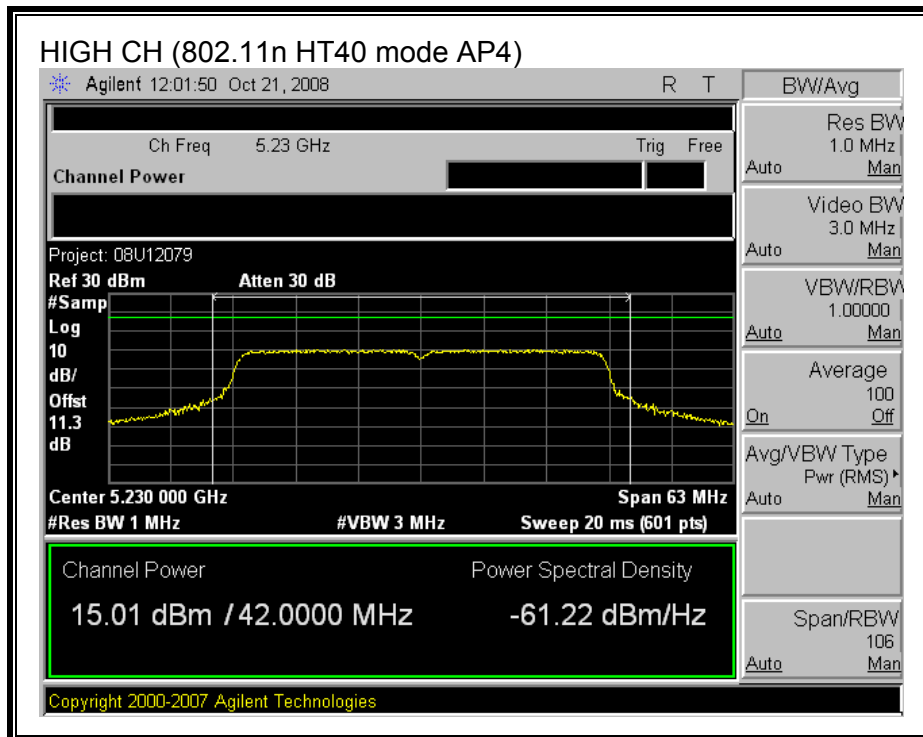 HIGH CH (802.11n HT40 mode AP4)
Agilent 12:01:50 Oct 21, 2008
R T
BW/Avg
Ch Freq 5.23 GHz
Trig Free
Channel Power
Res BW
1.0 MHz
Auto Man
Video BW
3.0 MHz
Auto Man
VBW/RBW
1.00000
Auto Man
Average
100
On Off
Avg/VBW Type
Pwr (RMS)
Auto Man
Span/RBW
106
Auto Man
Project: 08U12079
Ref 30 dBm Atten 30 dB
#Samp
Log
10
dB/
Offst
11.3
dB
Center 5.230 000 GHz Span 63 MHz
#Res BW 1 MHz #VBW 3 MHz Sweep 20 ms (601 pts)
Channel Power Power Spectral Density
15.01 dBm / 42.0000 MHz -61.22 dBm/Hz
Copyright 2000-2007 Agilent Technologies